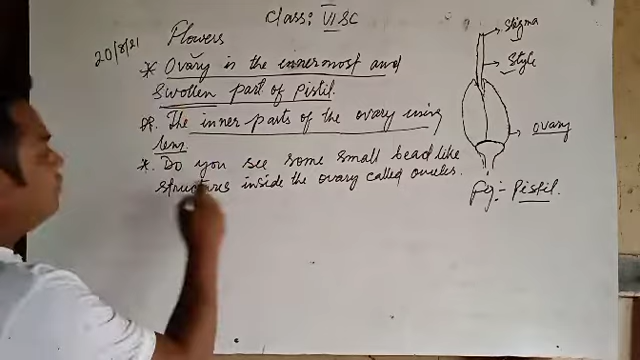 Class: VI SC
20/8/21
Flowers
* Ovary is the innermost and
swollen part of Pistil.
The inner parts of the ovary using
lens
*. Do you see some small bead like
structures inside the ovary called ovules.
Stigma
Style
ovary
Pistil.